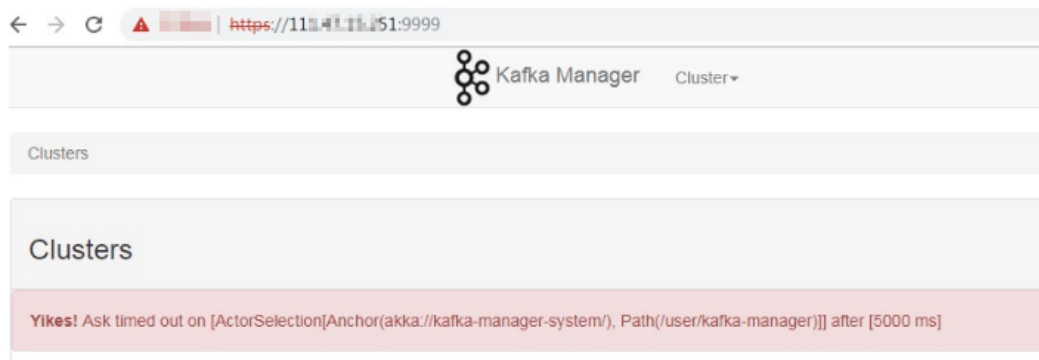 https://11 51:9999
Kafka Manager Cluster
Clusters
Clusters
Yikes! Ask timed out on [ActorSelection[Anchor(akka://kafka-manager-system/), Path(/user/kafka-manager)]] after [5000 ms]